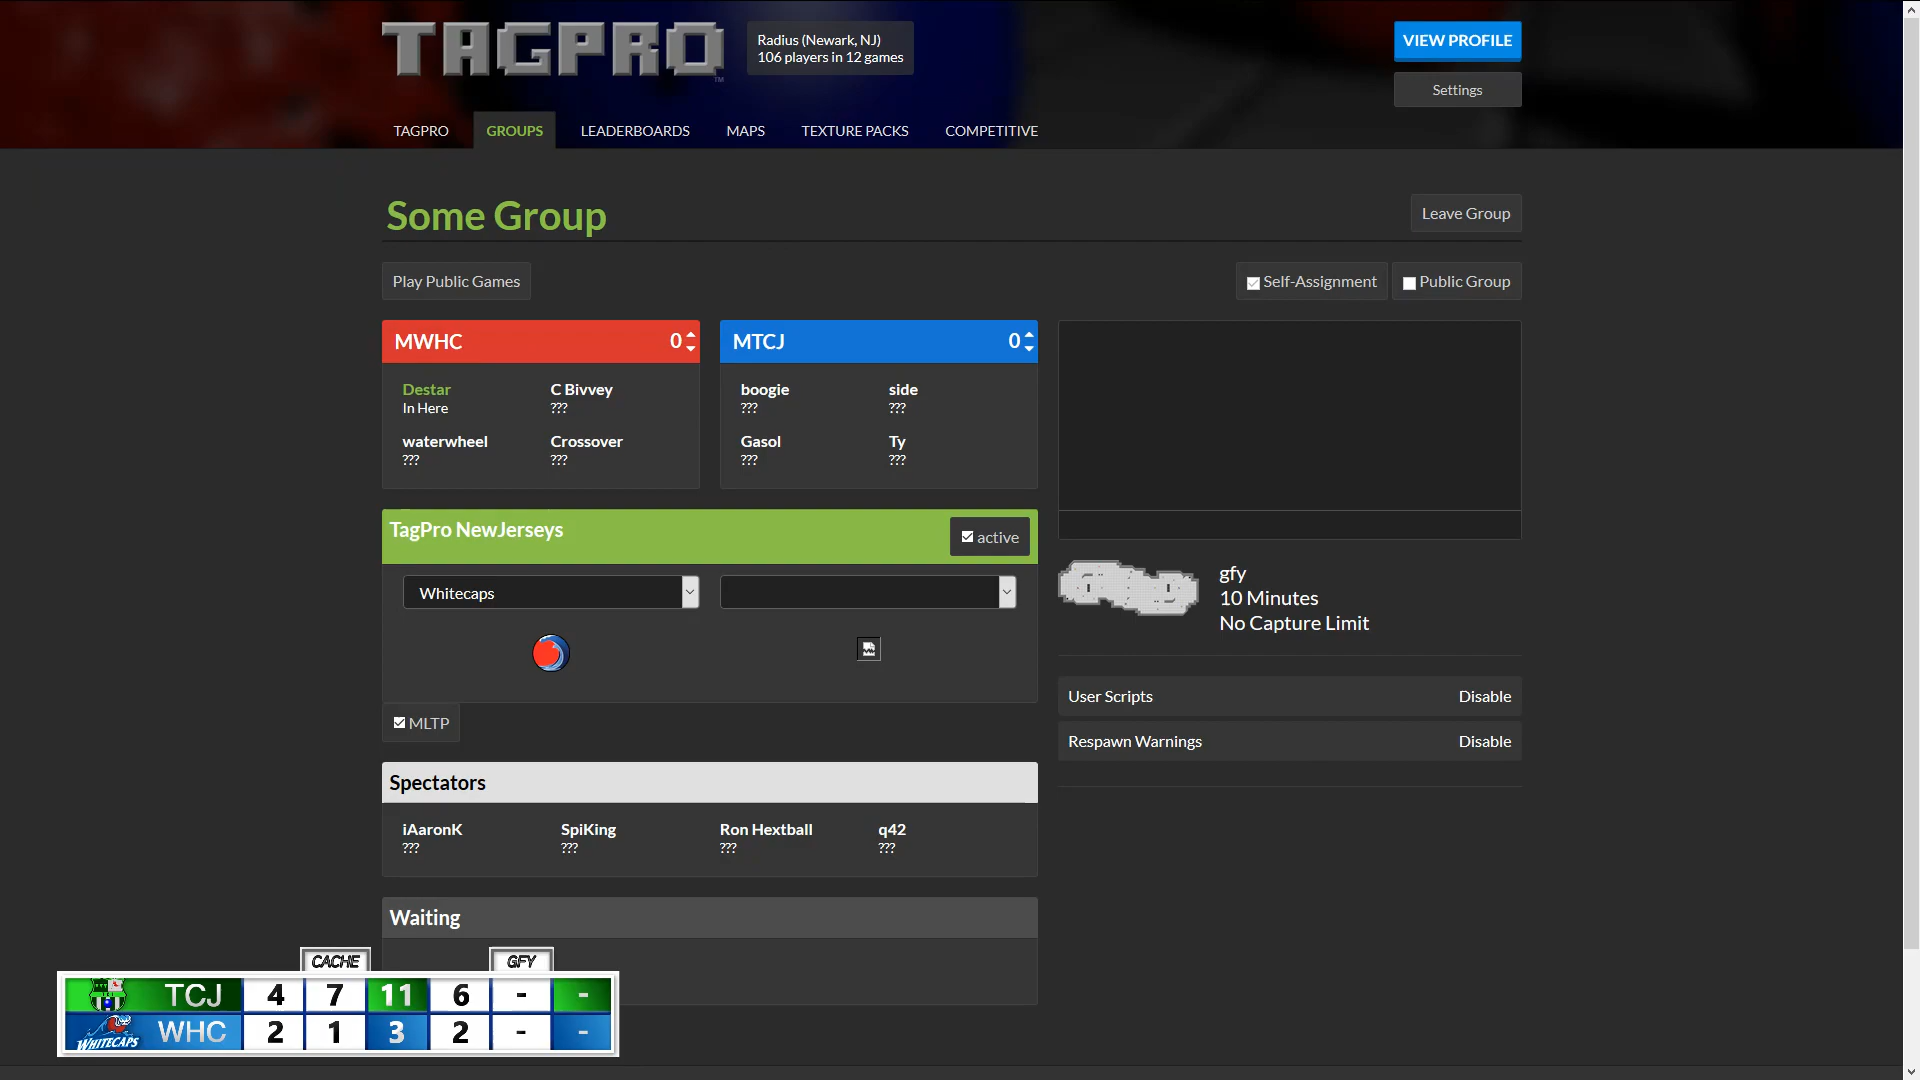 TAGPRO
TM
Radius (Newark, NJ)
106 players in 12 games
VIEW PROFILE
Settings
TAGPRO GROUPS LEADERBOARDS MAPS TEXTURE PACKS COMPETITIVE
Some Group
Leave Group
Play Public Games
Self-Assignment
Public Group
MWHC 0
MTCJ 0
Destar
In Here
C Bivvey
???
waterwheel
???
Crossover
???
boogie
???
side
???
Gasol
???
Ty
???
TagPro NewJerseys
active
Whitecaps
MLTP
gfy
10 Minutes
No Capture Limit
User Scripts Disable
Respawn Warnings Disable
Spectators
iAaronK
???
SpiKing
???
Ron Hextball
???
q42
???
Waiting
CACHE GFY
TCJ 4 7 11 6 - -
WHITECAPS WHC 2 1 3 2 - -